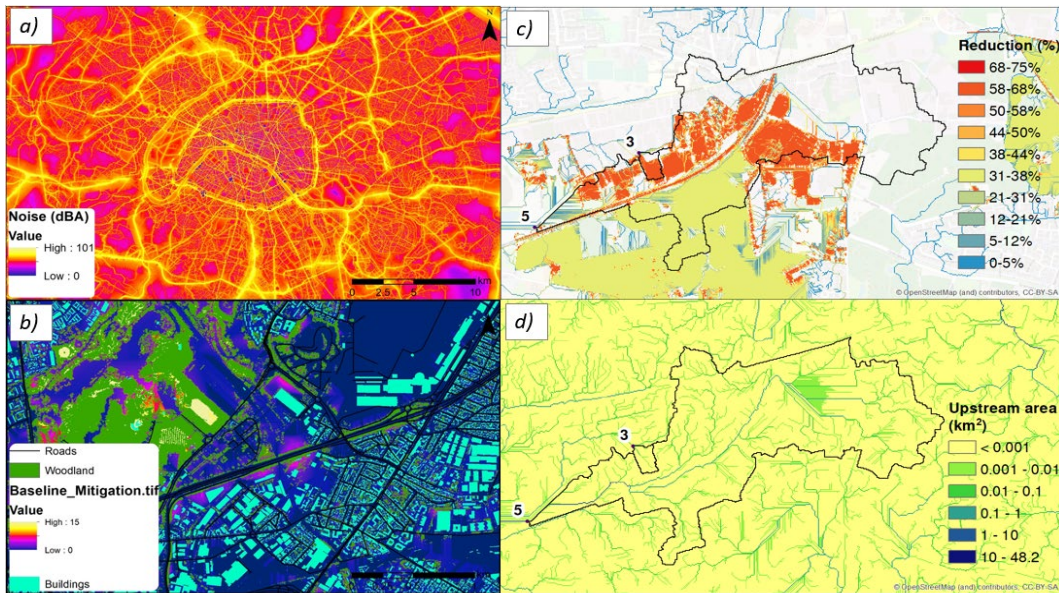 a)
N
Noise (dBA)
Value
High : 101
Low : 0
km
0 2.5 5 10
b)
Roads
Woodland
Baseline_Mitigation.tif
Value
High : 15
Low : 0
Buildings
c)
3
5
Reduction (%)
68-75%
58-68%
50-58%
44-50%
38-44%
31-38%
21-31%
12-21%
5-12%
0-5%
© OpenStreetMap (and) contributors, CC-BY-SA
d)
3
5
Upstream area
(km²)
< 0.001
0.001 - 0.01
0.01 - 0.1
0.1 - 1
1 - 10
10 - 48.2
© OpenStreetMap (and) contributors, CC-BY-SA